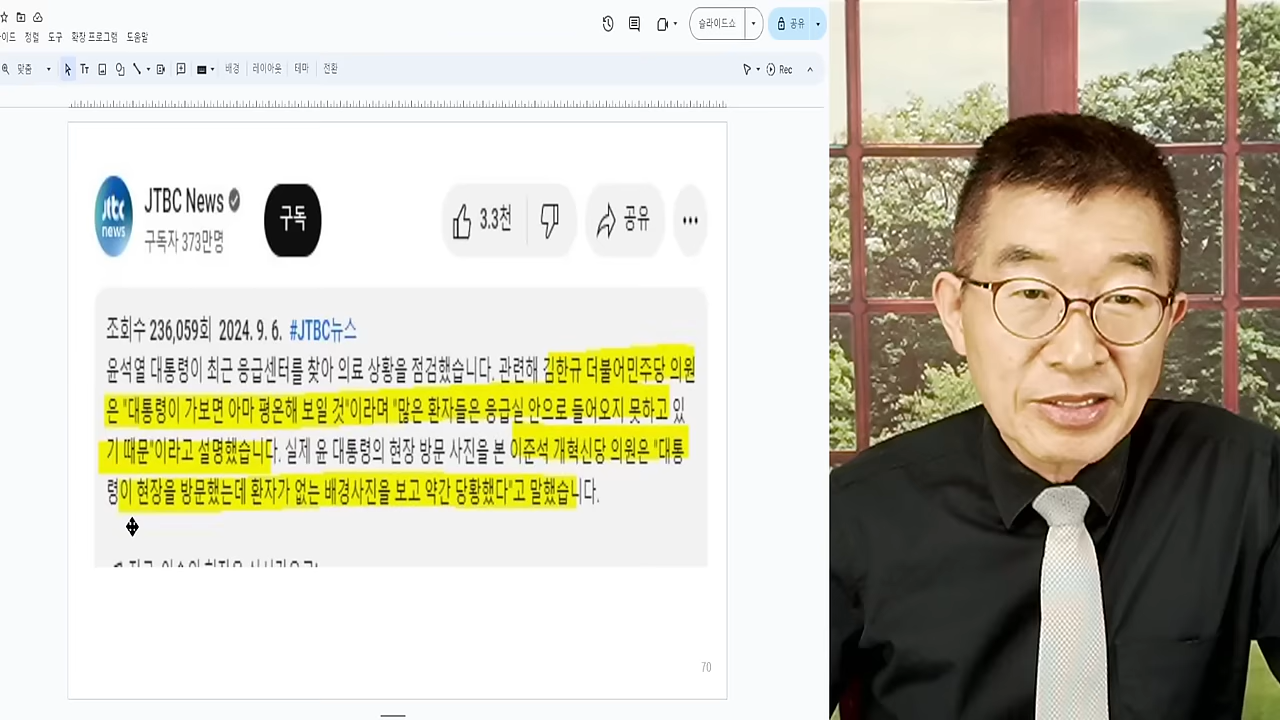 정렬 도구 확장 프로그램 도움말
슬라이드쇼
공유
맞춤
Tт
배경 레이아웃 테마 전환
Rec
jtbc
news
JTBC News
구독자 373만명
구독
3.3천
공유
조회수 236,059회 2024. 9. 6. #JTBC뉴스
윤석열 대통령이 최근 응급센터를 찾아 의료 상황을 점검했습니다. 관련해 김한규 더불어민주당 의원
은 "대통령이 가보면 아마 평온해 보일 것"이라며 "많은 환자들은 응급실 안으로 들어오지 못하고 있
기 때문"이라고 설명했습니다. 실제 윤 대통령의 현장 방문 사진을 본 이준석 개혁신당 의원은 "대통
령이 현장을 방문했는데 환자가 없는 배경사진을 보고 약간 당황했다"고 말했습니다.
70